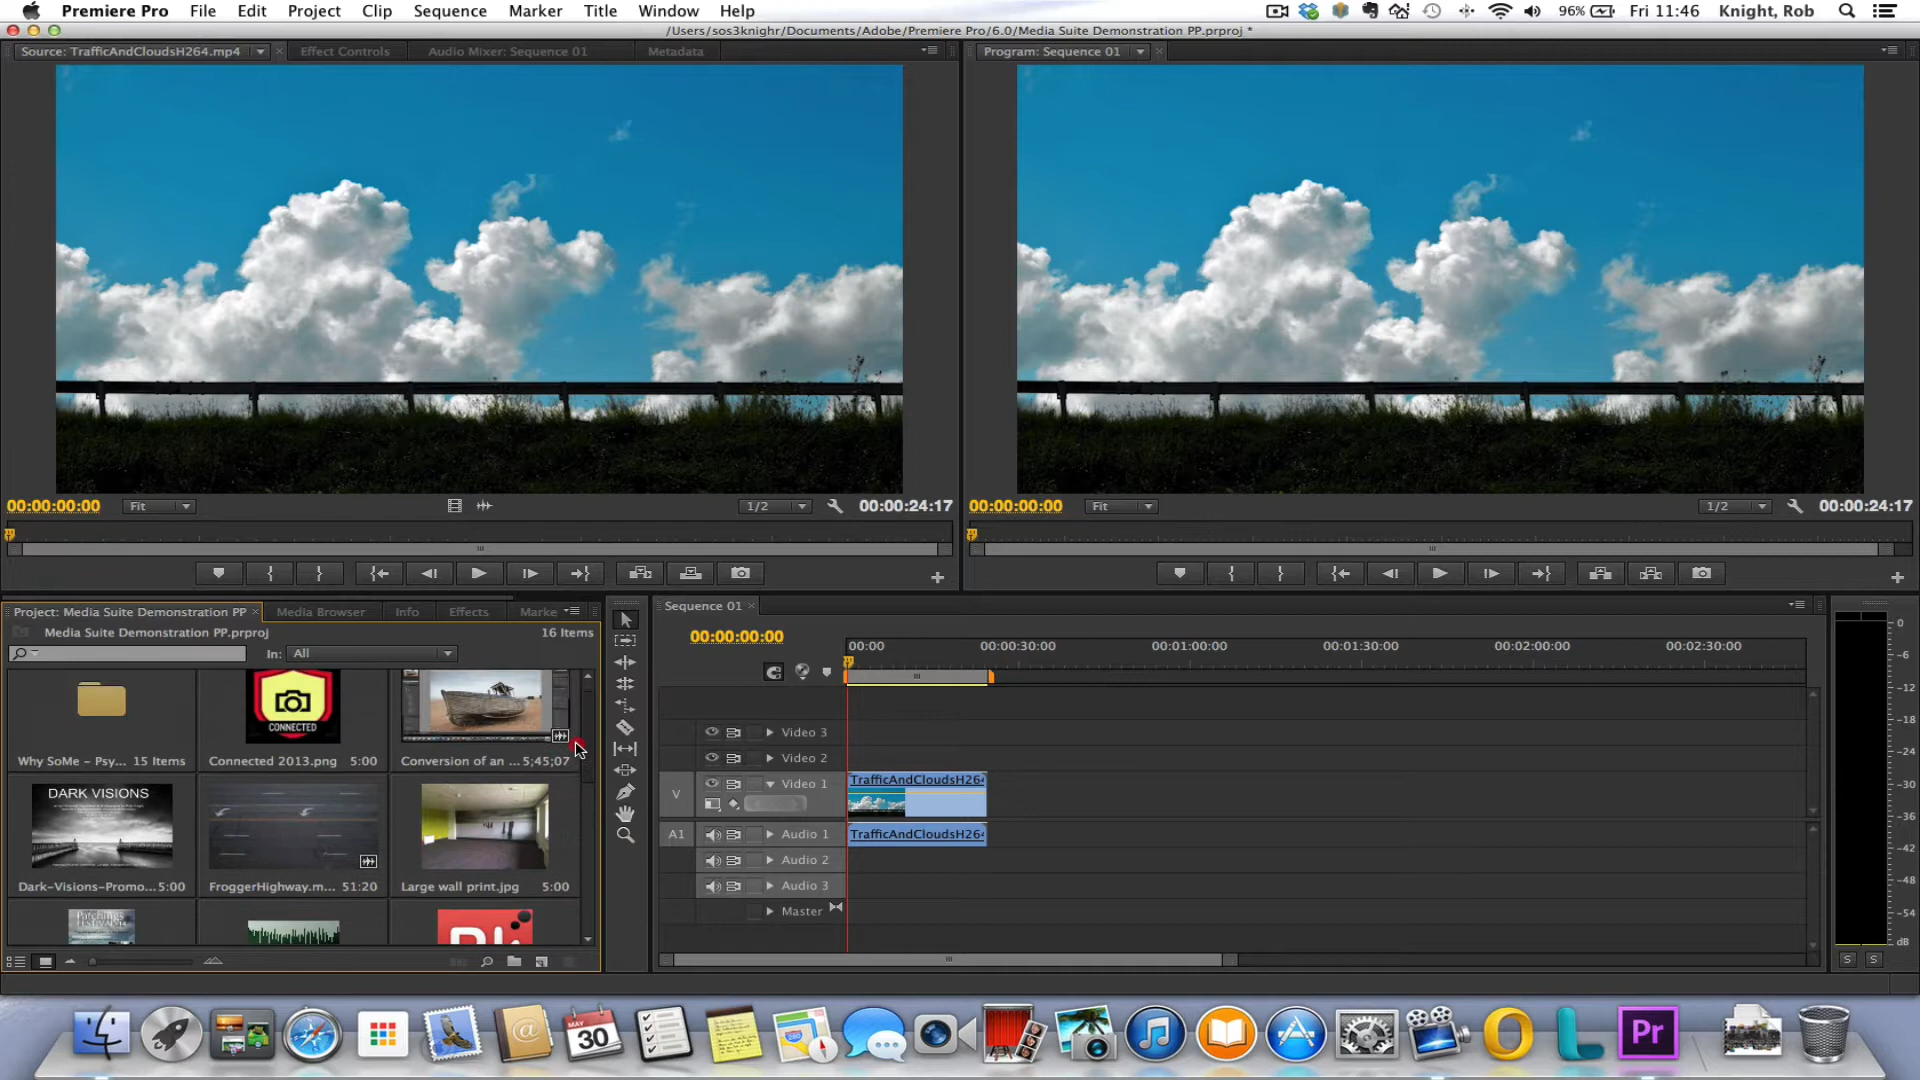 Premiere Pro File Edit Project Clip Sequence Marker Title Window Help 96% Fri 11:46 Knight, Rob
/Users/sos3knighr/Documents/Adobe/Premiere Pro/6.0/Media Suite Demonstration PP.prproj *
Source: TrafficAndCloudsH264.mp4 Effect Controls Audio Mixer: Sequence 01 Metadata
Program: Sequence 01
00:00:00:00 Fit 1/2 00:00:24:17
00:00:00:00 Fit 1/2 00:00:24:17
Project: Media Suite Demonstration PP Media Browser Info Effects Marke
Media Suite Demonstration PP.prproj 16 Items
In: All
CONNECTED
Why SoMe - Psy... 15 Items
Connected 2013.png 5:00
Conversion of an ... 5;45;07
DARK VISIONS
Dark-Visions-Promo... 5:00
FroggerHighway.m... 51:20
Large wall print.jpg 5:00
Patchings
FESTIVAL
Sequence 01
00:00:00:00
00:00 00:00:30:00 00:01:00:00 00:01:30:00 00:02:00:00 00:02:30:00
Video 3
Video 2
V Video 1
TrafficAndCloudsH264
A1 Audio 1
TrafficAndCloudsH264
Audio 2
Audio 3
Master
0
-6
-12
-18
-24
-30
-36
-42
-48
-54
dB
S S
MAY
30
Pr